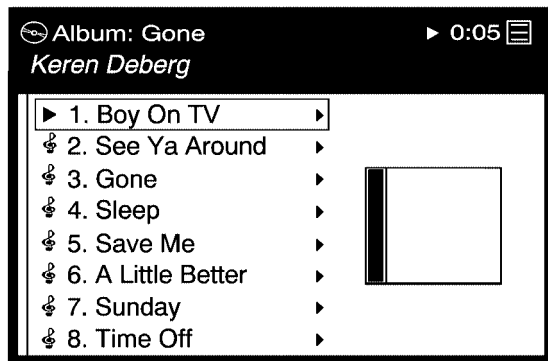 Album: Gone 0:05
Keren Deberg
1. Boy On TV
2. See Ya Around
3. Gone
4. Sleep
5. Save Me
6. A Little Better
7. Sunday
8. Time Off